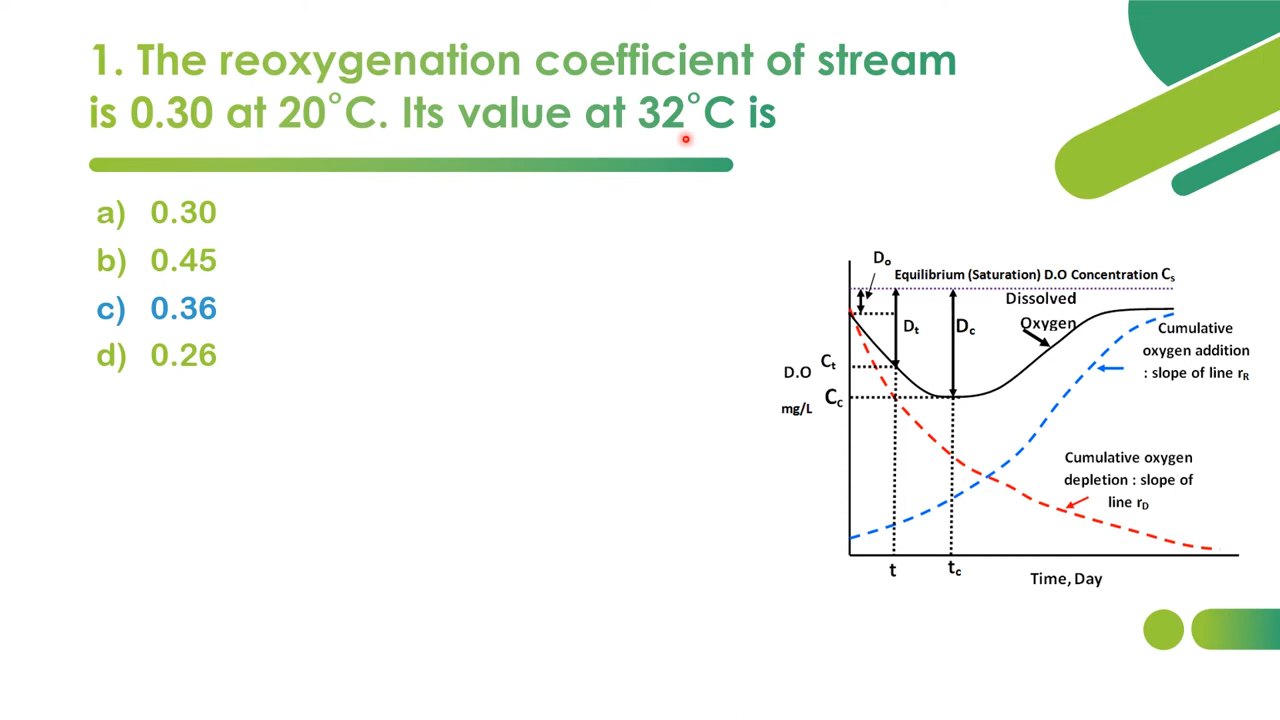 1. The reoxygenation coefficient of stream
is 0.30 at 20°C. Its value at 32°C is
a) 0.30
b) 0.45
c) 0.36
d) 0.26
Do
Equilibrium (Saturation) D.O Concentration Cs
Dissolved
Oxygen
Dt
Dc
Cumulative
oxygen addition
: slope of line rR
Ct
D.O
Cc
mg/L
Cumulative oxygen
depletion : slope of
line rD
t
tc
Time, Day